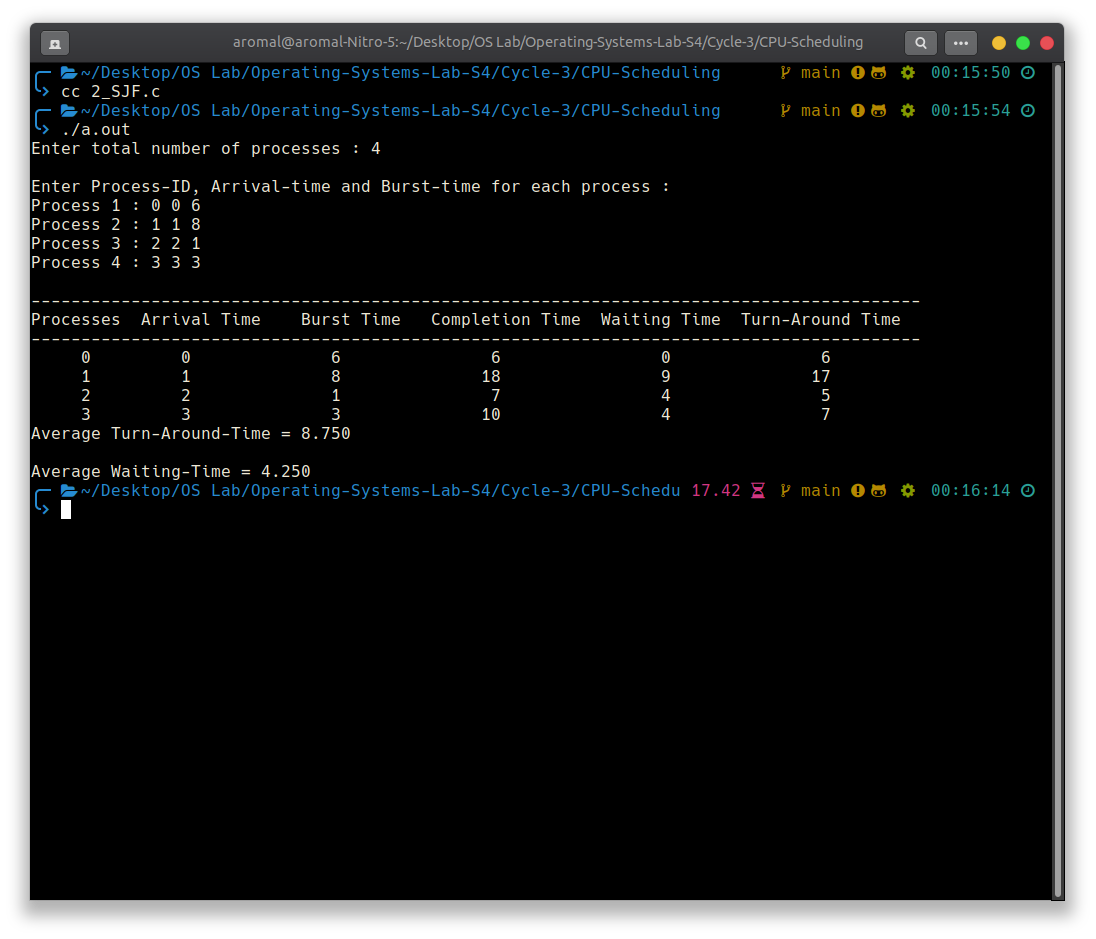 aromal@aromal-Nitro-5:~/Desktop/OS Lab/Operating-Systems-Lab-S4/Cycle-3/CPU-Scheduling
~/Desktop/OS Lab/Operating-Systems-Lab-S4/Cycle-3/CPU-Scheduling main 00:15:50
cc 2_SJF.c
~/Desktop/OS Lab/Operating-Systems-Lab-S4/Cycle-3/CPU-Scheduling main 00:15:54
./a.out
Enter total number of processes : 4
Enter Process-ID, Arrival-time and Burst-time for each process :
Process 1 : 0 0 6
Process 2 : 1 1 8
Process 3 : 2 2 1
Process 4 : 3 3 3
-----------------------------------------------------------------------------------------
Processes Arrival Time Burst Time Completion Time Waiting Time Turn-Around Time
-----------------------------------------------------------------------------------------
0 0 6 6 0 6
1 1 8 18 9 17
2 2 1 7 4 5
3 3 3 10 4 7
Average Turn-Around-Time = 8.750
Average Waiting-Time = 4.250
~/Desktop/OS Lab/Operating-Systems-Lab-S4/Cycle-3/CPU-Schedu 17.42 main 00:16:14